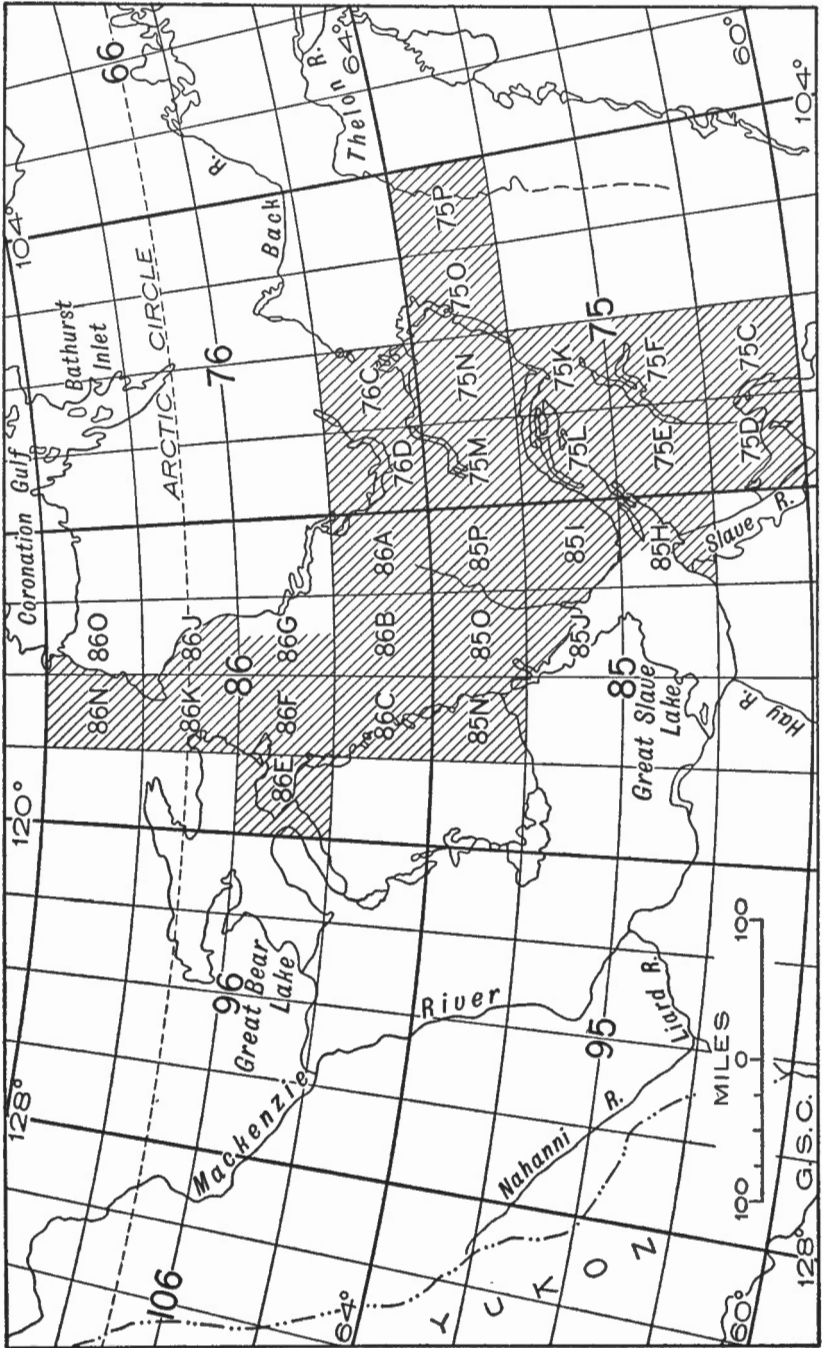 66
64°
60°
104°
104°
Thelon R.
Back R.
Bathurst
Inlet
Coronation Gulf
ARCTIC CIRCLE
76
75P
75O
75N
75M
76C
76D
75K
75L
75
75F
75E
75C
75D
86A
86B
86C
85P
85O
85N
85I
85J
85H
Slave R.
86O
86N
86J
86K
86
86G
86F
86E
85
Great Slave
Lake
Hay R.
120°
96
Great Bear
Lake
Mackenzie River
95
Liard R.
Nahanni R.
128°
106
64°
YUKON
60°
128°
MILES
100 0 100
G.S.C.